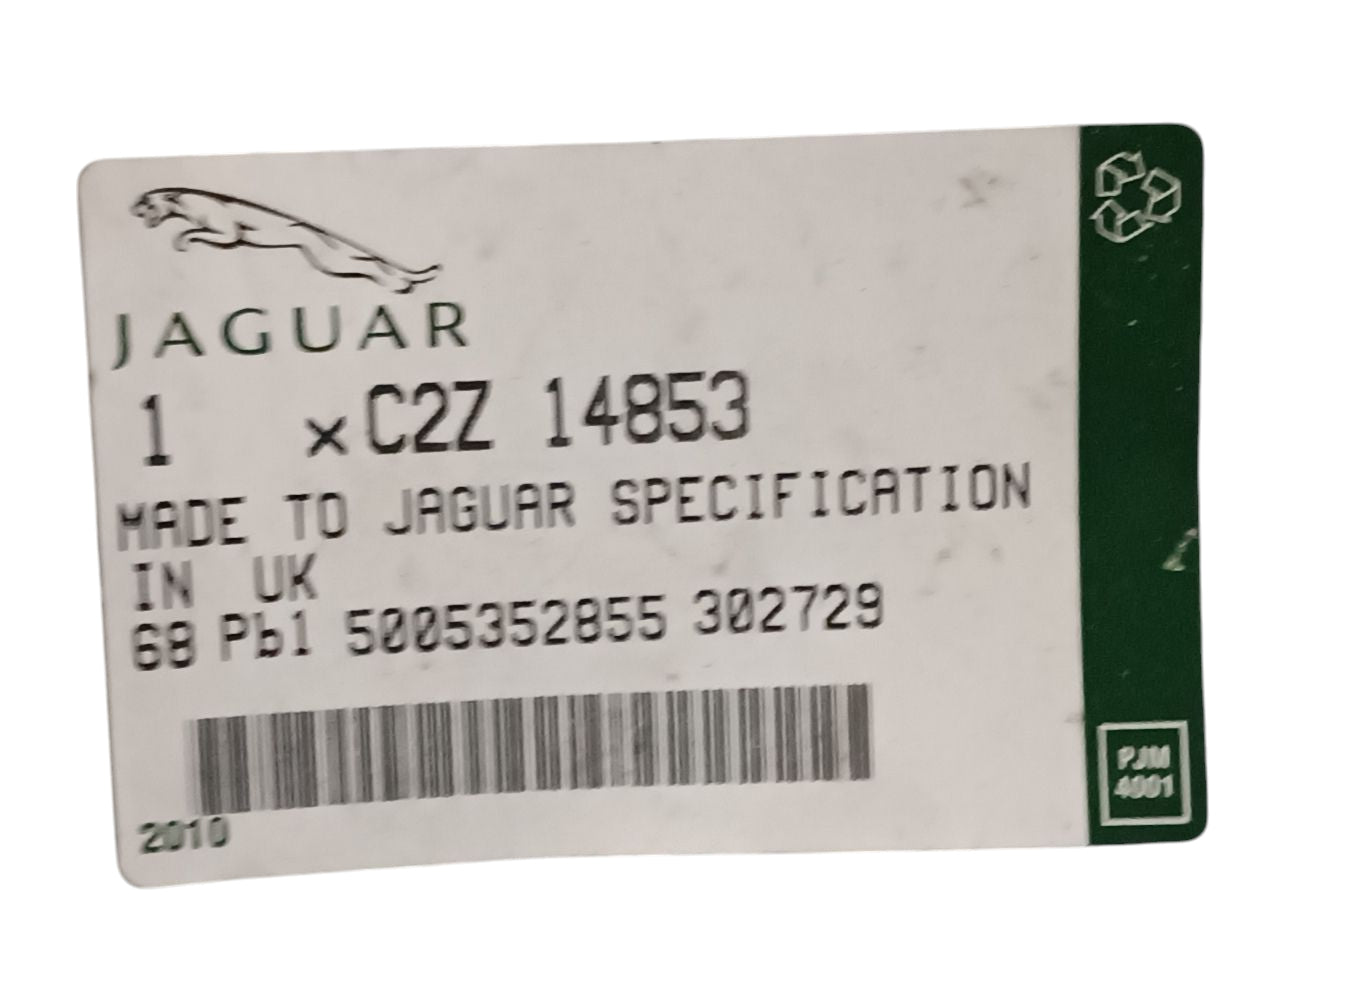 JAGUAR
1 x C2Z 14853
MADE TO JAGUAR SPECIFICATION
IN UK
68 Pb1 5005352855 302729
2010
PJM
4001